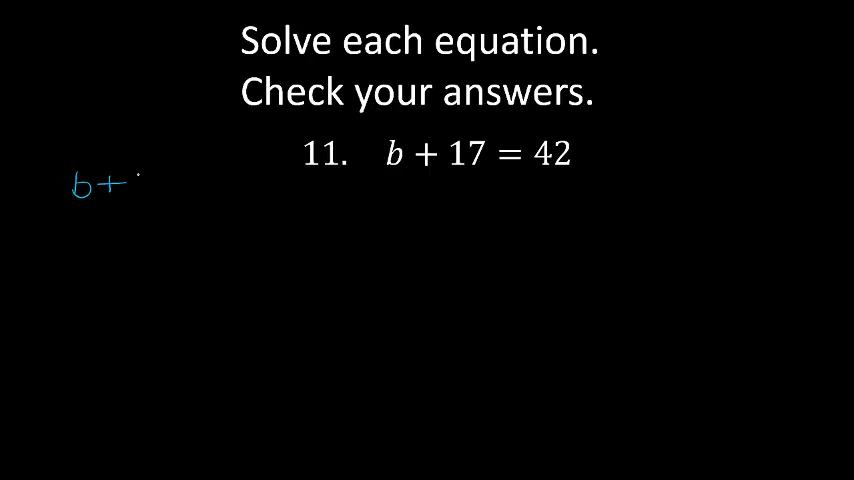 Solve each equation.
Check your answers.
11. b + 17 = 42
b+